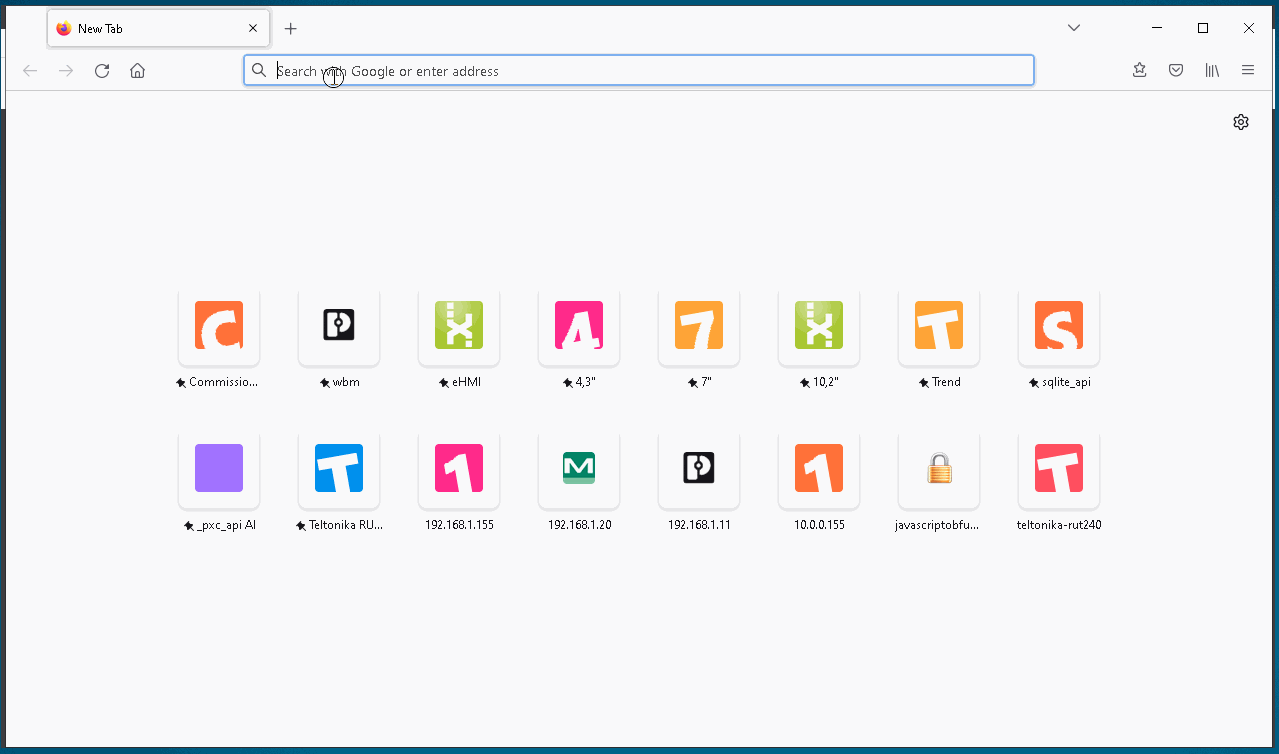 New Tab
Search with Google or enter address
C
4
7
T
S
Commissio...
wbm
eHMI
4,3"
7"
10,2"
Trend
sqlite_api
T
1
M
1
T
_pxc_api Al
Teltonika RU...
192.168.1.155
192.168.1.20
192.168.1.11
10.0.0.155
javascriptobfu...
teltonika-rut240